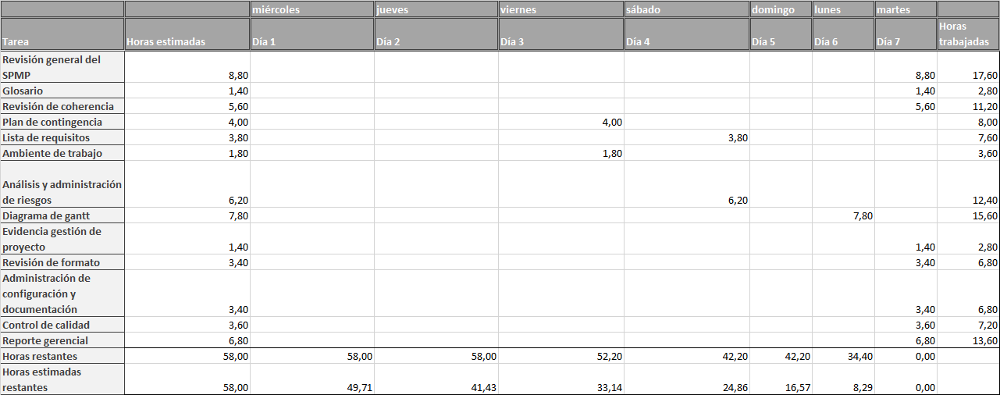 miércoles jueves viernes sábado domingo lunes martes
Horas
Tarea Horas estimadas Día 1 Día 2 Día 3 Día 4 Día 5 Día 6 Día 7 trabajadas
Revisión general del
SPMP 8,80 8,80 17,60
Glosario 1,40 1,40 2,80
Revisión de coherencia 5,60 5,60 11,20
Plan de contingencia 4,00 4,00 8,00
Lista de requisitos 3,80 3,80 7,60
Ambiente de trabajo 1,80 1,80 3,60
Análisis y administración
de riesgos 6,20 6,20 12,40
Diagrama de gantt 7,80 7,80 15,60
Evidencia gestión de
proyecto 1,40 1,40 2,80
Revisión de formato 3,40 3,40 6,80
Administración de
configuración y
documentación 3,40 3,40 6,80
Control de calidad 3,60 3,60 7,20
Reporte gerencial 6,80 6,80 13,60
Horas restantes 58,00 58,00 58,00 52,20 42,20 42,20 34,40 0,00
Horas estimadas
restantes 58,00 49,71 41,43 33,14 24,86 16,57 8,29 0,00